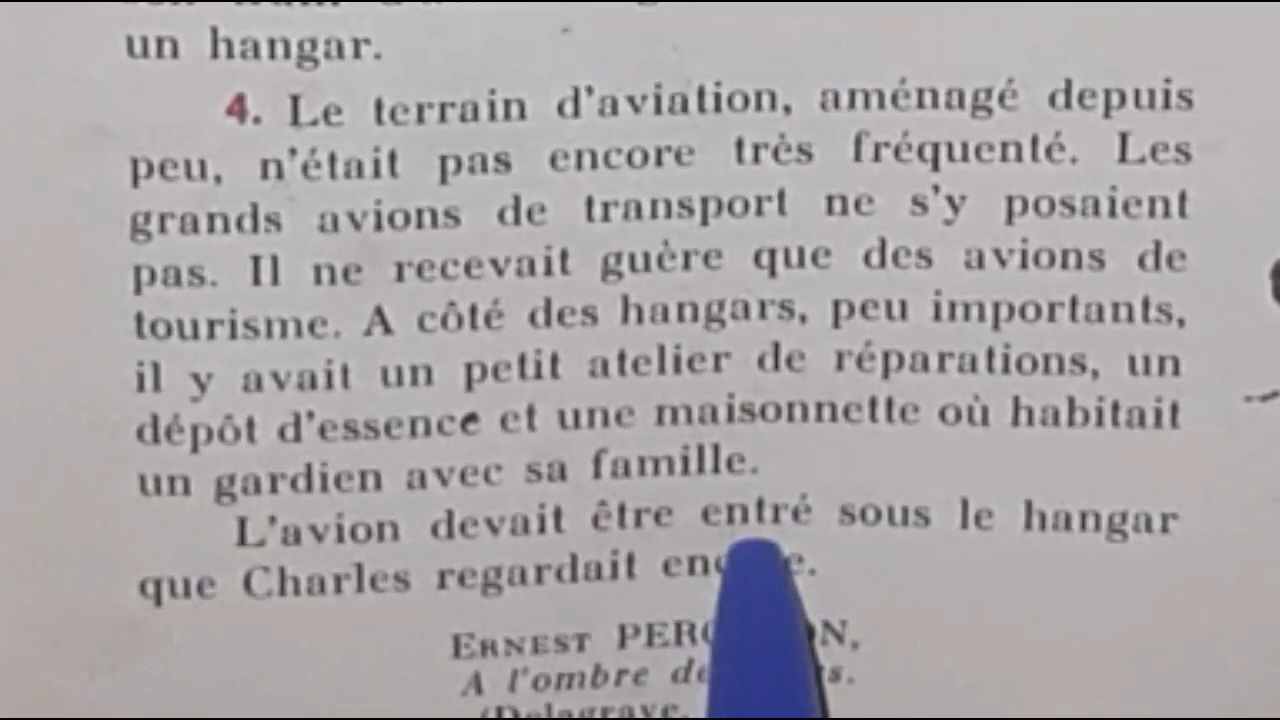 un hangar.
4. Le terrain d'aviation, aménagé depuis
peu, n'était pas encore très fréquenté. Les
grands avions de transport ne s'y posaient
pas. Il ne recevait guère que des avions de
tourisme. A côté des hangars, peu importants,
il y avait un petit atelier de réparations, un
dépôt d'essence et une maisonnette où habitait
un gardien avec sa famille.
L'avion devait être entré sous le hangar
que Charles regardait
ERNEST
A l'ombre
(Delagrave.